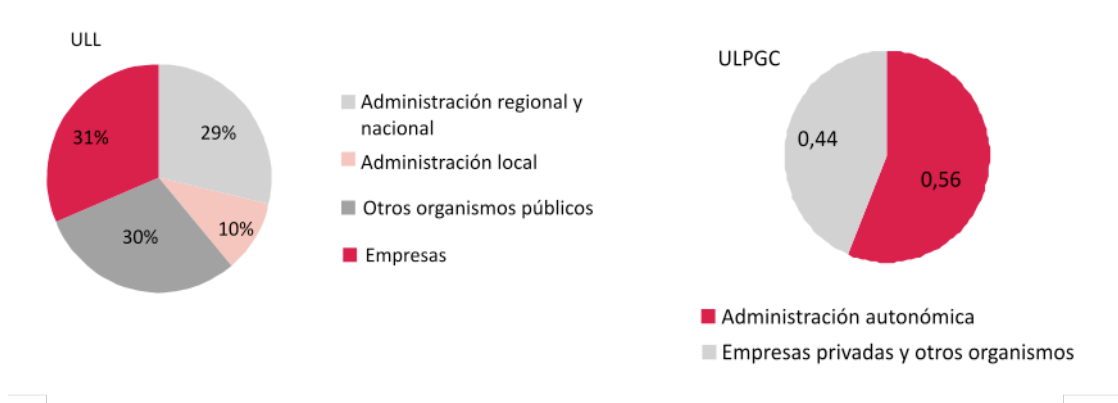 ULL
31%
29%
30%
10%
Administración regional y
nacional
Administración local
Otros organismos públicos
Empresas
ULPGC
0,44
0,56
Administración autonómica
Empresas privadas y otros organismos